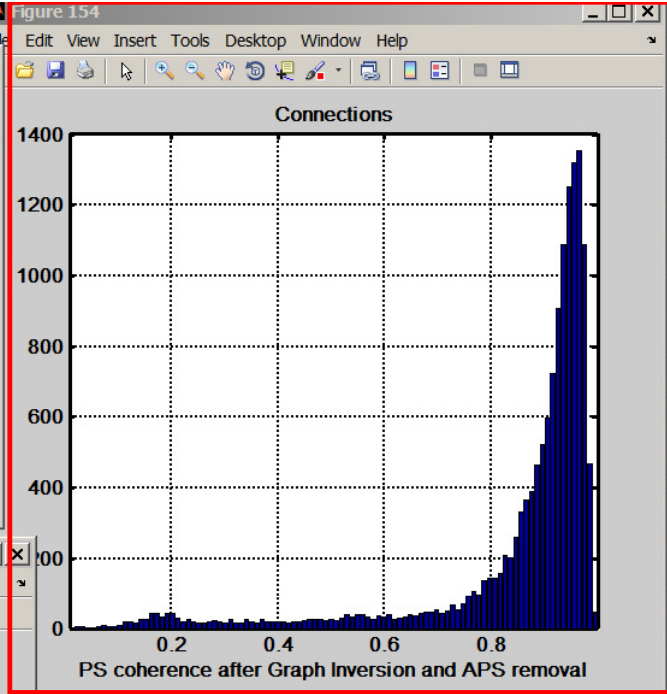 Figure 154
Edit View Insert Tools Desktop Window Help
Connections
1400
1200
1000
800
600
400
200
0
0.2 0.4 0.6 0.8
PS coherence after Graph Inversion and APS removal